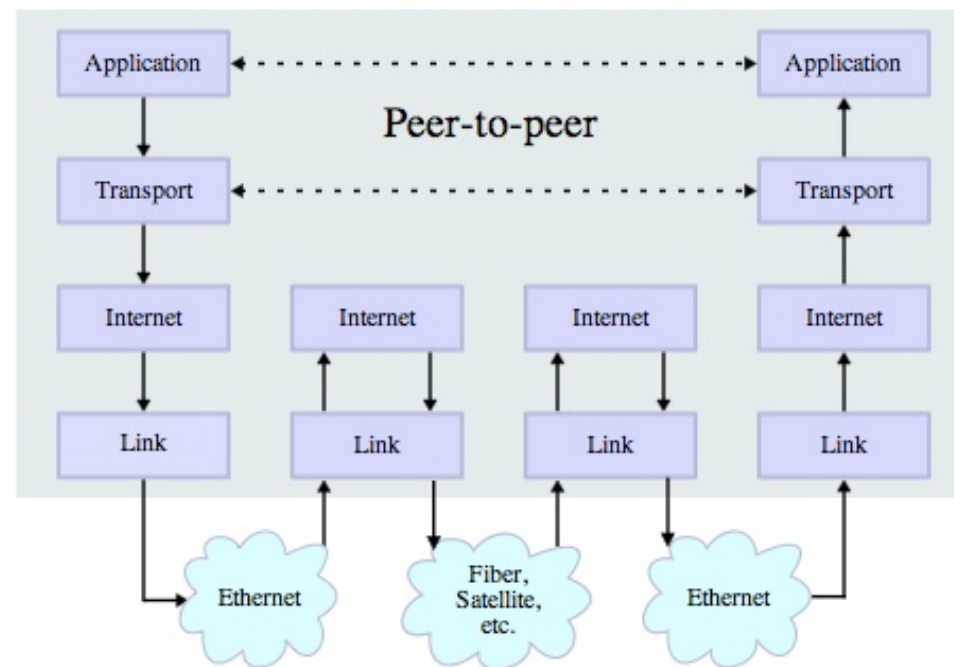 Application
Application
Peer-to-peer
Transport
Transport
Internet
Internet
Internet
Internet
Link
Link
Link
Link
Ethernet
Fiber,
Satellite,
etc.
Ethernet